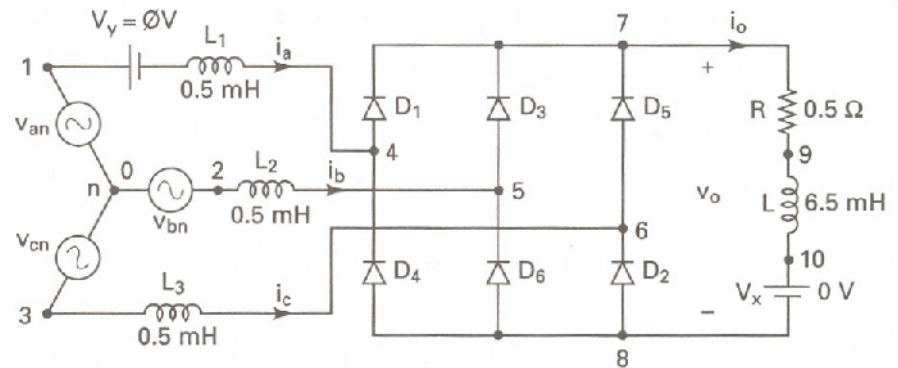 V_y = ØV
L_1
i_a
0.5 mH
1
v_an
n
0
2
v_bn
L_2
i_b
0.5 mH
v_cn
3
L_3
i_c
0.5 mH
D_1
D_3
D_5
4
5
6
D_4
D_6
D_2
7
8
i_o
+
v_o
−
R
0.5 Ω
9
L
6.5 mH
10
V_x
0 V